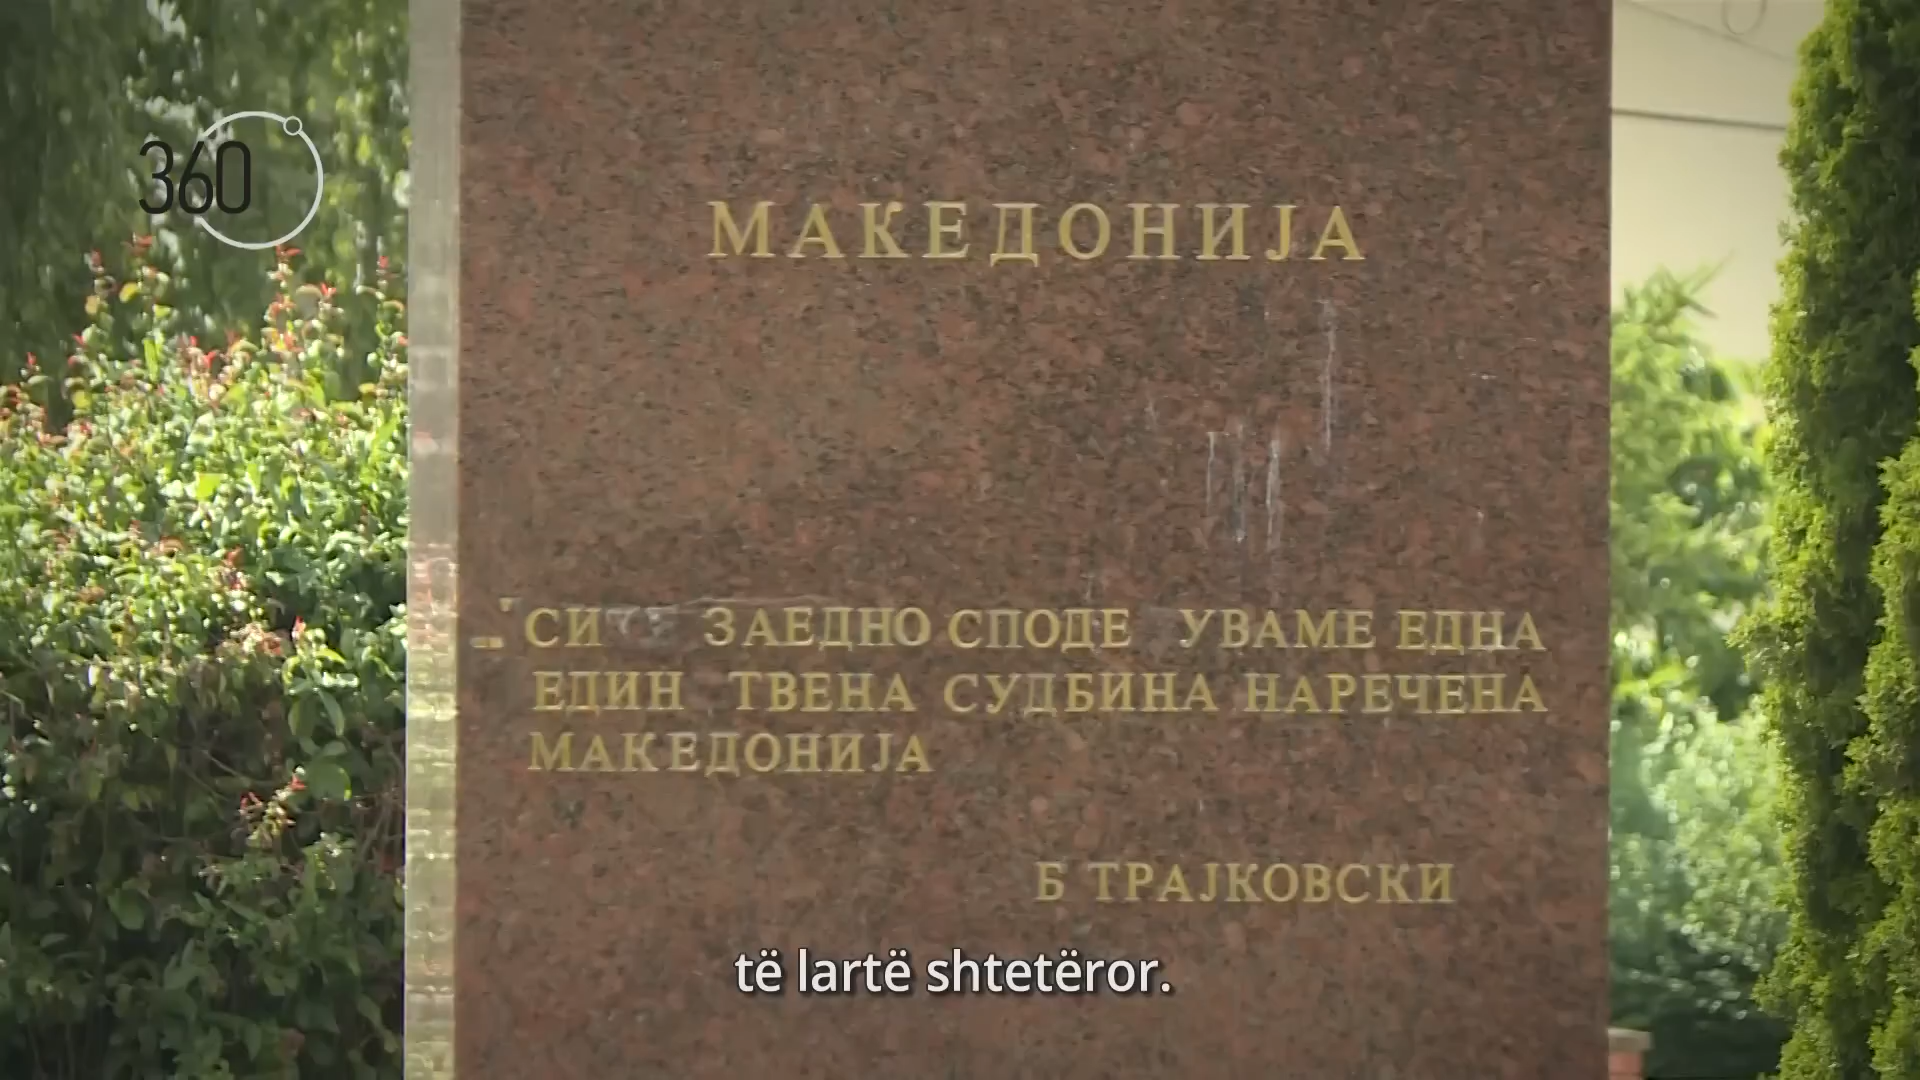 360
МАКЕДОНИЈА
СИ ЗАЕДНО СПОДЕ УВАМЕ ЕДНА
ЕДИН ТВЕНА СУДБИНА НАРЕЧЕНА
МАКЕДОНИЈА
Б ТРАЈКОВСКИ
të lartë shtetëror.